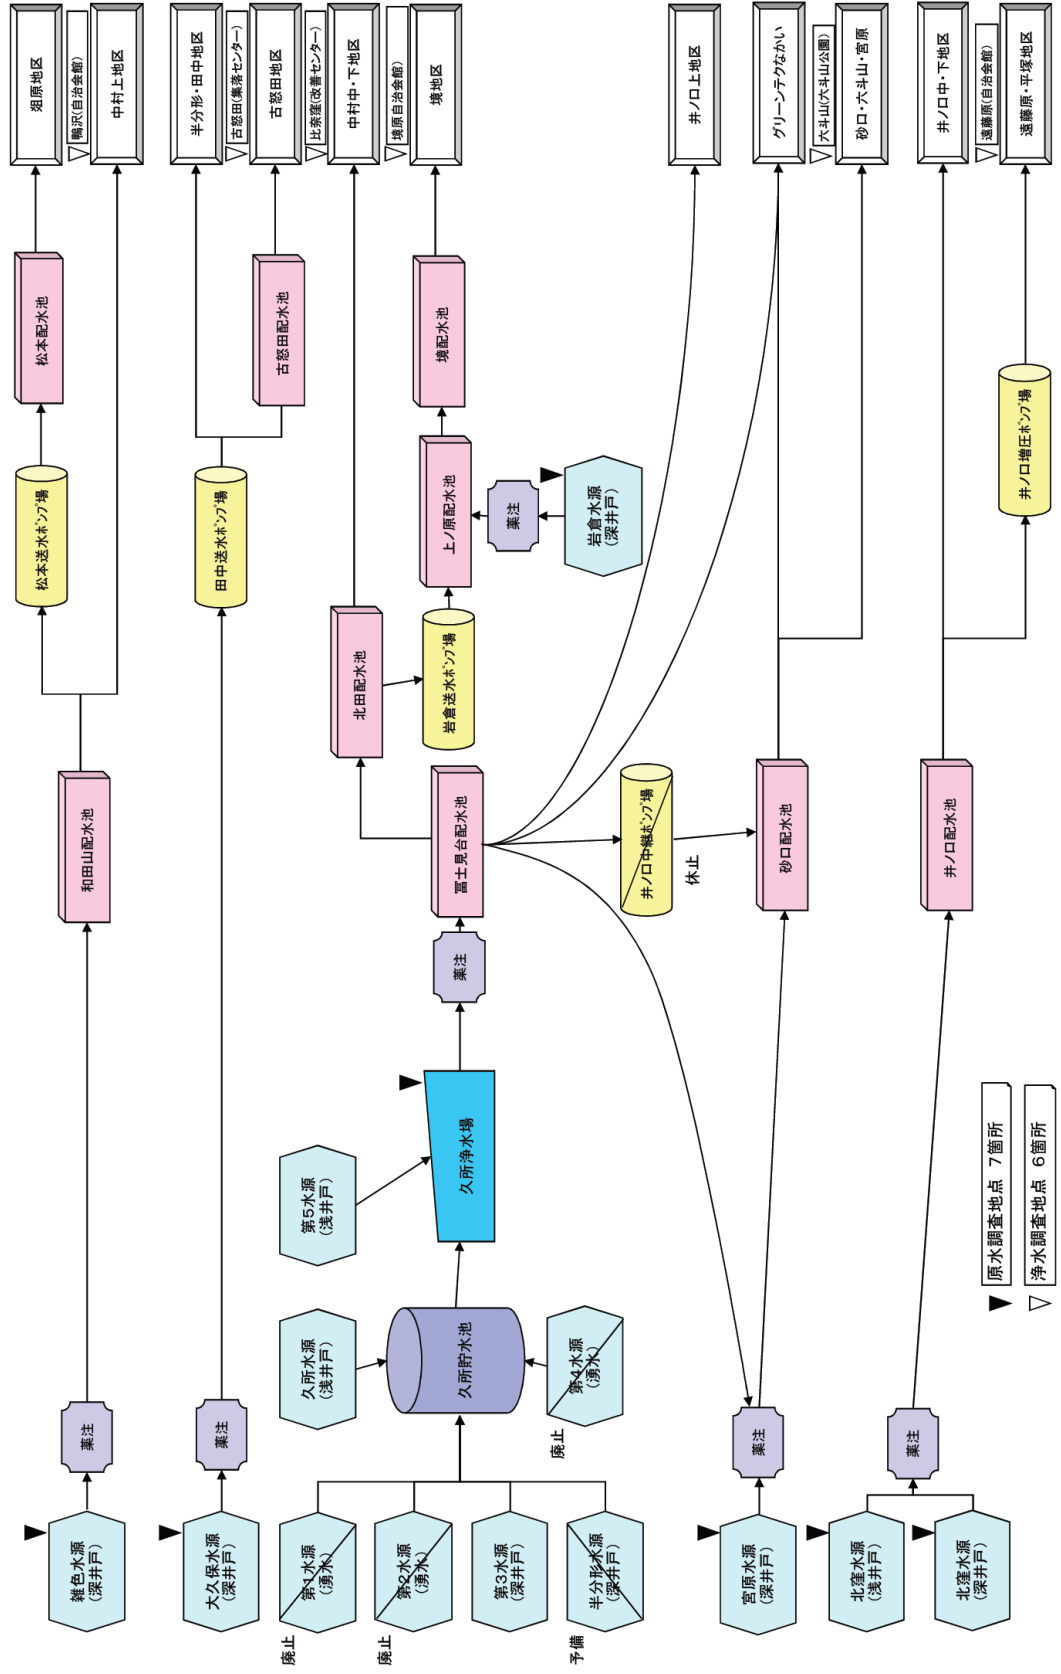 雑色水源
(深井戸)
薬注
和田山配水池
松本送水ポンプ場
松本配水池
俎原地区
鴨沢(自治会館)
中村上地区
大久保水源
(深井戸)
薬注
田中送水ポンプ場
半分形・田中地区
古怒田(集落センター)
古怒田配水池
古怒田地区
比奈窪(改善センター)
廃止
第1水源
(湧水)
廃止
第2水源
(湧水)
第3水源
(深井戸)
予備
半分形水源
(深井戸)
久所水源
(浅井戸)
久所貯水池
廃止
第4水源
(湧水)
第5水源
(浅井戸)
久所浄水場
薬注
冨士見台配水池
北田配水池
中村中・下地区
境原自治会館)
岩倉送水ポンプ場
上ノ原配水池
境配水池
境地区
薬注
岩倉水源
(深井戸)
井ノ口上地区
井ノ口中継ポンプ場
休止
宮原水源
(深井戸)
薬注
砂口配水池
グリーンテクなかい
六斗山(六斗山公園)
砂口・六斗山・宮原
北窪水源
(浅井戸)
北窪水源
(深井戸)
薬注
井ノ口配水池
井ノ口中・下地区
遠藤原(自治会館)
井ノ口増圧ポンプ場
遠藤原・平塚地区
原水調査地点 7箇所
浄水調査地点 6箇所